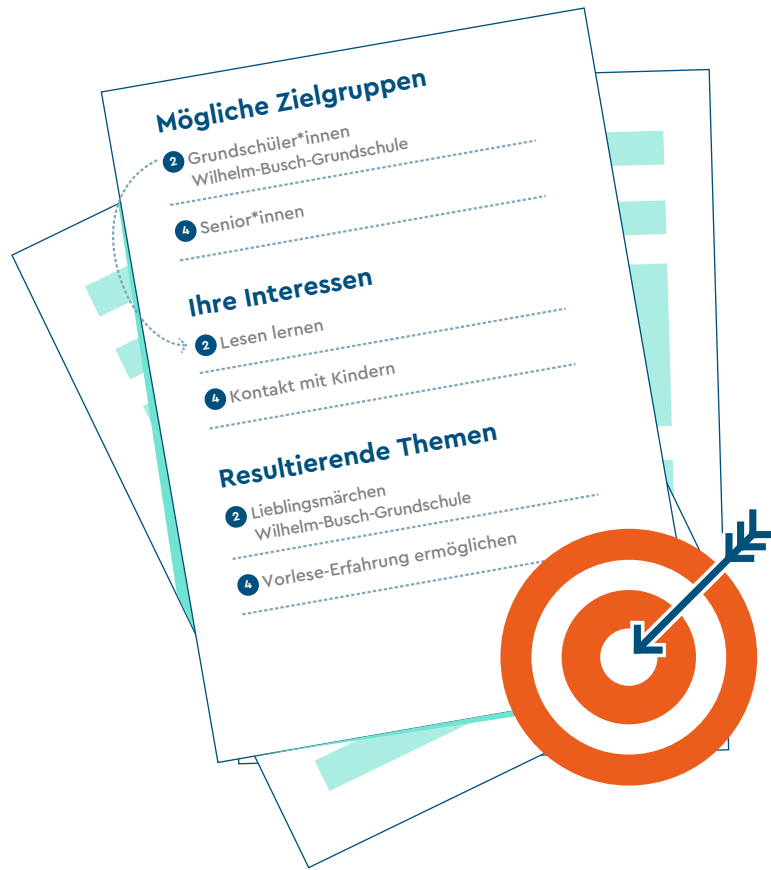 Mögliche Zielgruppen
2 Grundschüler*innen
Wilhelm-Busch-Grundschule
4 Senior*innen
Ihre Interessen
2 Lesen lernen
4 Kontakt mit Kindern
Resultierende Themen
2 Lieblingsmärchen
Wilhelm-Busch-Grundschule
4 Vorlese-Erfahrung ermöglichen